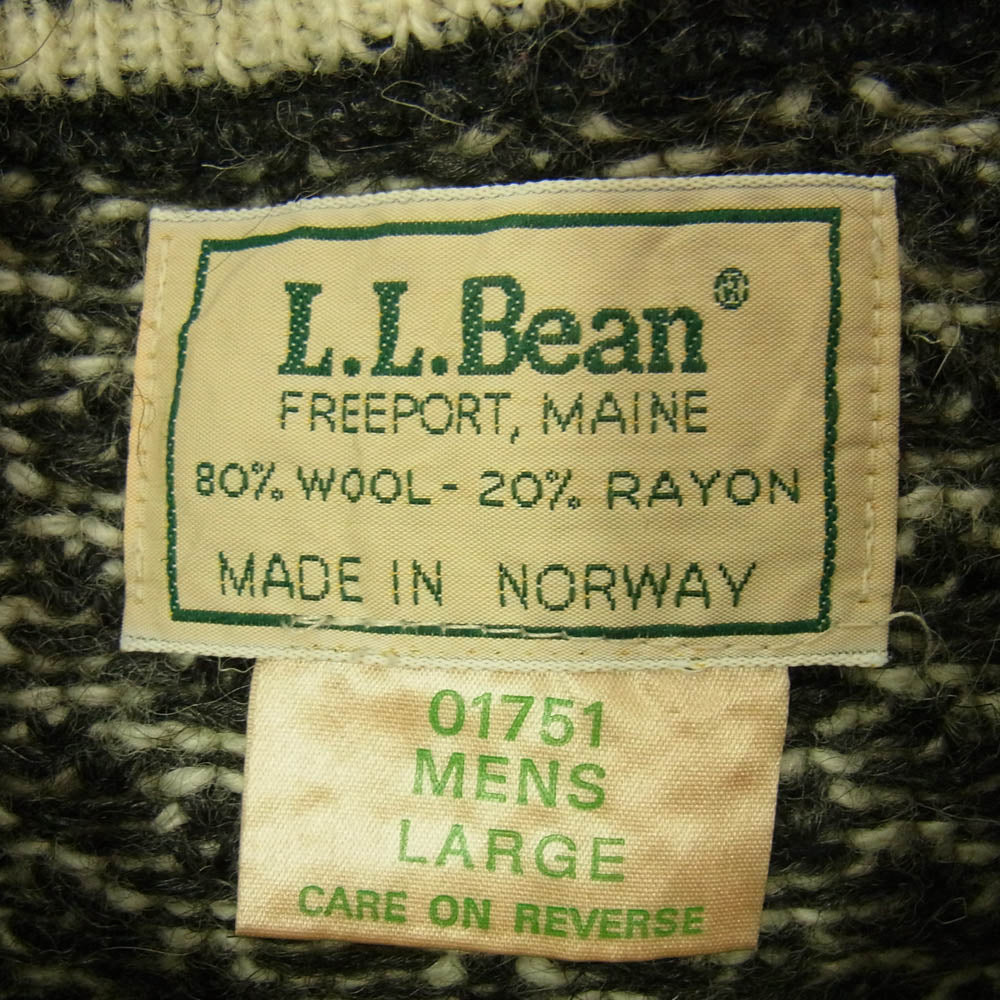 L.L.Bean®
FREEPORT, MAINE
80% WOOL - 20% RAYON
MADE IN NORWAY
01751
MENS
LARGE
CARE ON REVERSE